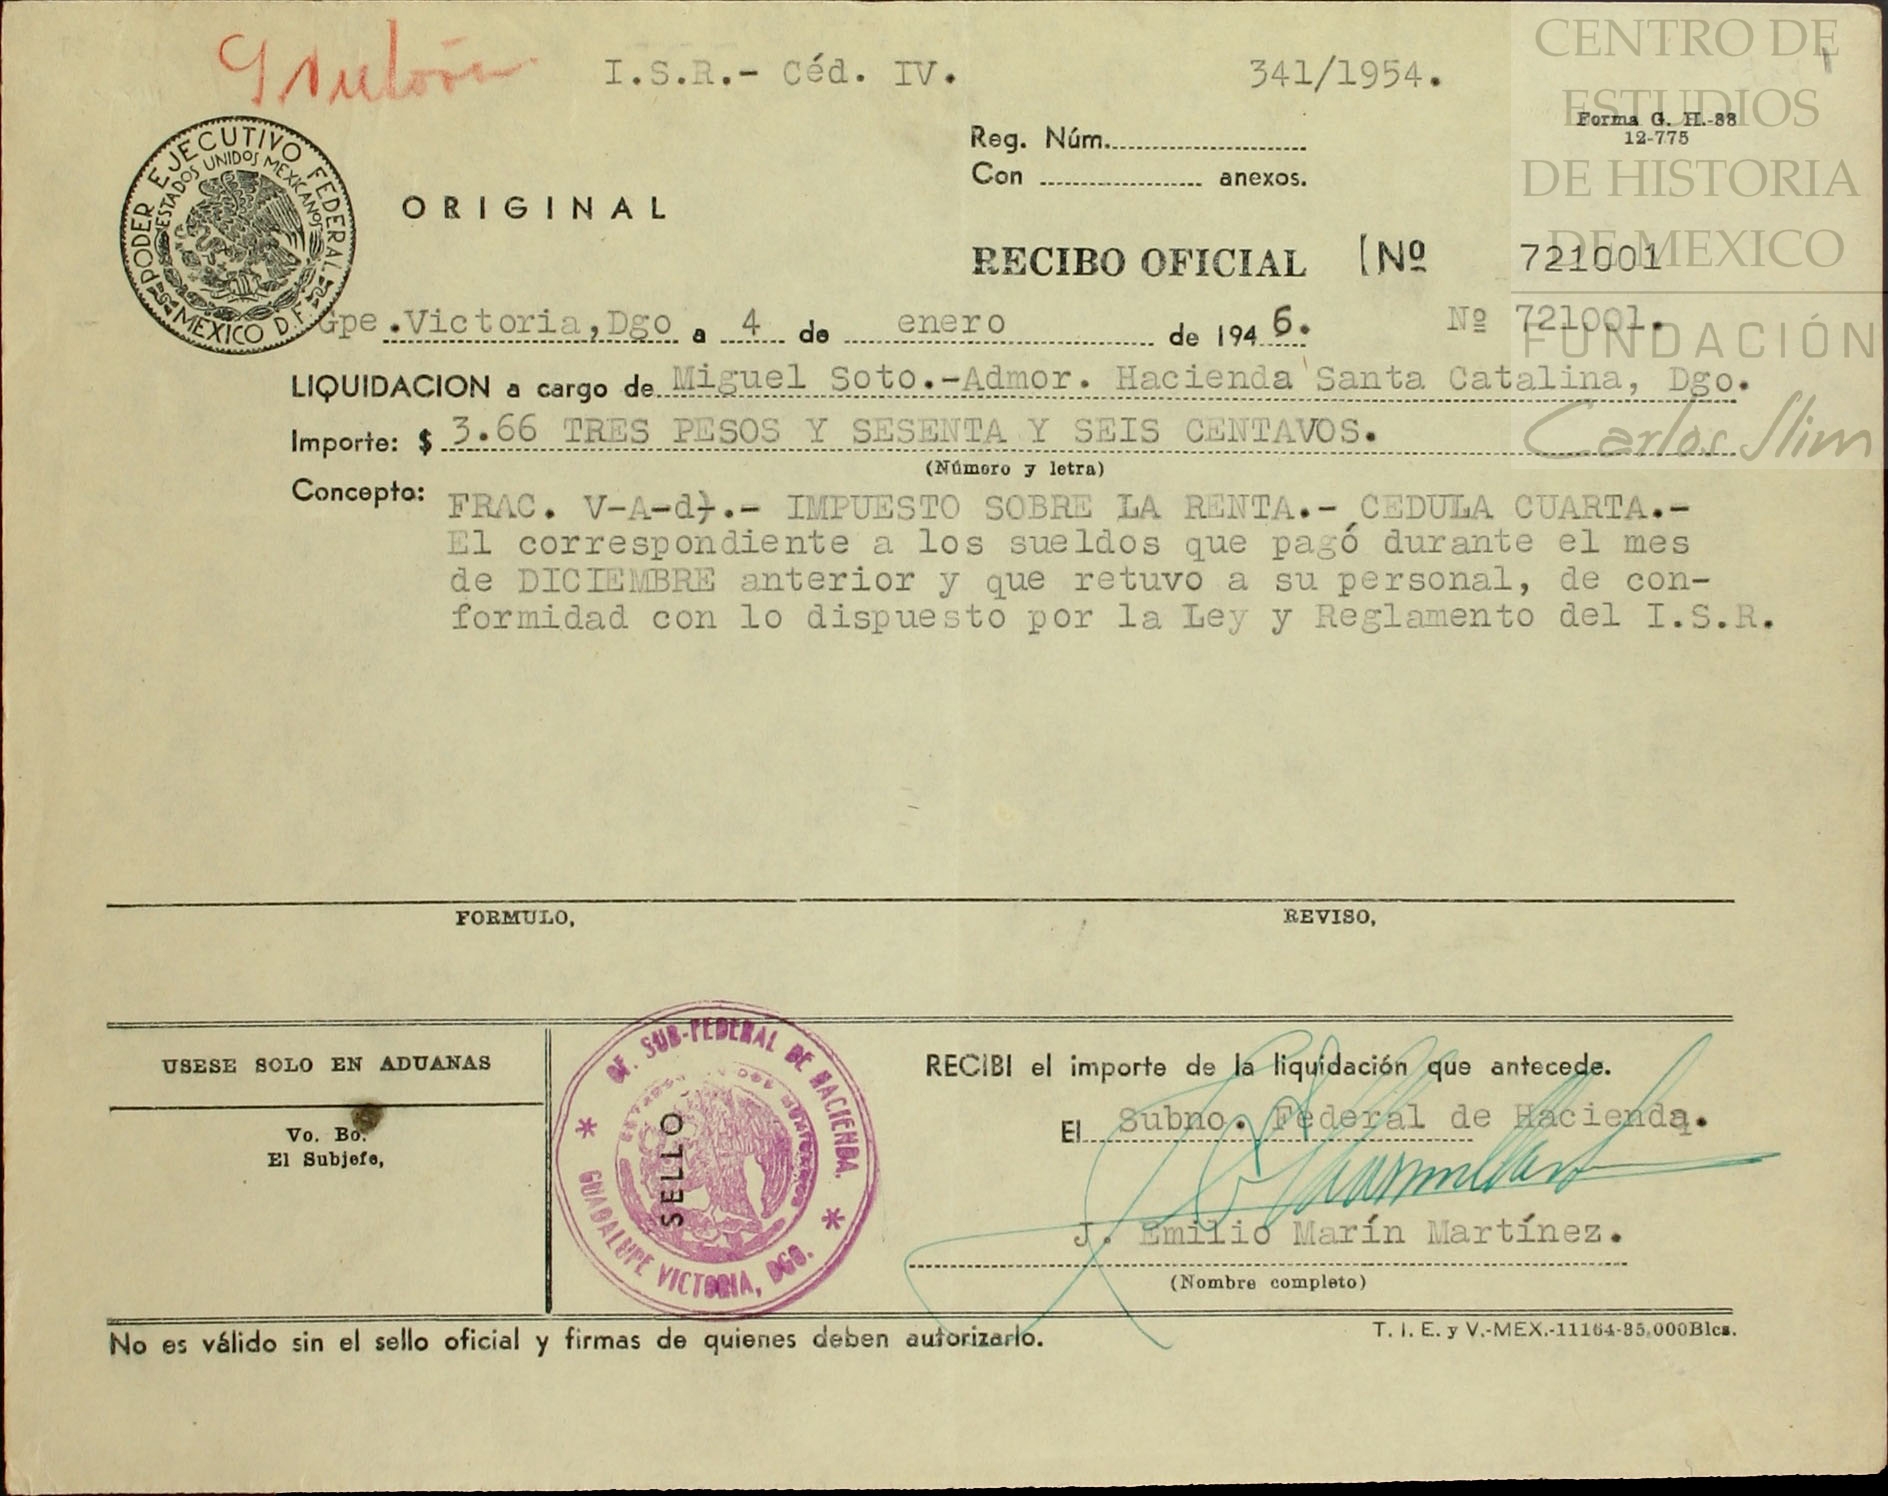 I.S.R.- Céd. IV. 341/1954.
Forma G. H.-88
12-775
Reg. Núm.
Con anexos.
PODER EJECUTIVO FEDERAL
ESTADOS UNIDOS MEXICANOS
MEXICO D.F.
ORIGINAL
RECIBO OFICIAL Nº 721001
Gpe.Victoria,Dgo a 4 de enero de 1946. Nº 721001.
LIQUIDACION a cargo de Miguel Soto.-Admor. Hacienda Santa Catalina, Dgo.
Importe: $ 3.66 TRES PESOS Y SESENTA Y SEIS CENTAVOS.
(Número y letra)
Concepto: FRAC. V-A-d).- IMPUESTO SOBRE LA RENTA.- CEDULA CUARTA.-
El correspondiente a los sueldos que pagó durante el mes
de DICIEMBRE anterior y que retuvo a su personal, de con-
formidad con lo dispuesto por la Ley y Reglamento del I.S.R.
FORMULO, REVISO,
USESE SOLO EN ADUANAS
Vo. Bo.
El Subjefe,
OF. SUB-FEDERAL DE HACIENDA.
ESTADOS UNIDOS MEXICANOS
SELLO
GUADALUPE VICTORIA, DGO.
RECIBI el importe de la liquidación que antecede.
El Subno. Federal de Hacienda.
J. Emilio Marín Martínez.
(Nombre completo)
No es válido sin el sello oficial y firmas de quienes deben autorizarlo.
T. I. E. y V.-MEX.-11164-35,000Blcs.
CENTRO DE
ESTUDIOS
DE HISTORIA
DE MEXICO
FUNDACIÓN
Carlos Slim